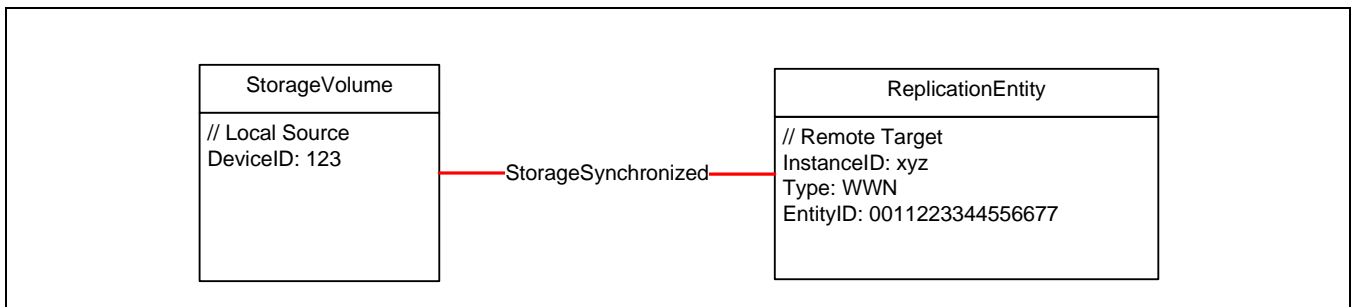 StorageVolume
// Local Source
DeviceID: 123
StorageSynchronized
ReplicationEntity
// Remote Target
InstanceID: xyz
Type: WWN
EntityID: 0011223344556677